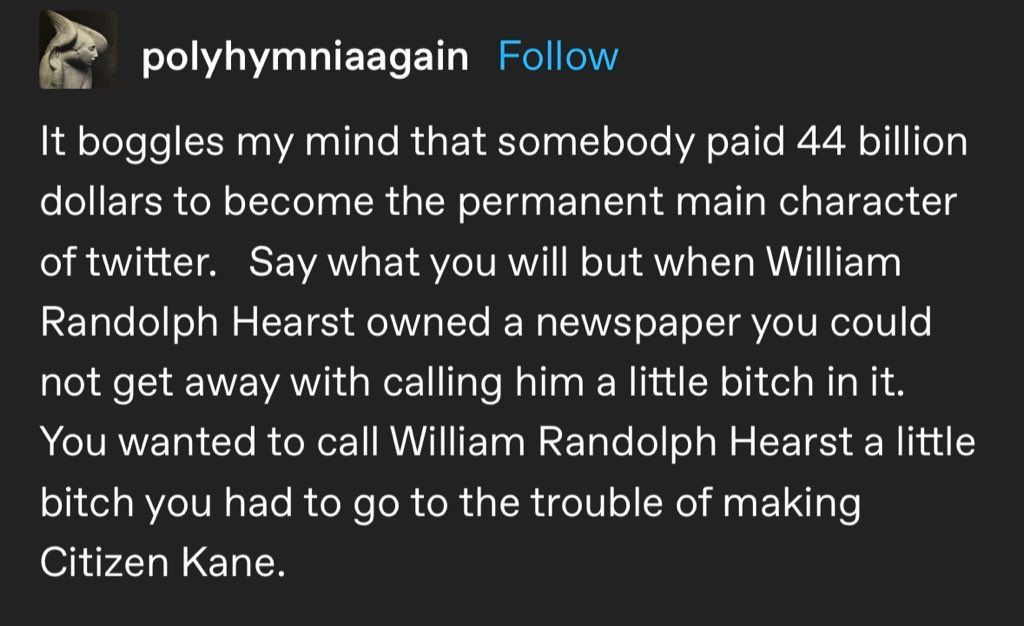 polyhymniaagain Follow
It boggles my mind that somebody paid 44 billion
dollars to become the permanent main character
of twitter.   Say what you will but when William
Randolph Hearst owned a newspaper you could
not get away with calling him a little bitch in it.
You wanted to call William Randolph Hearst a little
bitch you had to go to the trouble of making
Citizen Kane.